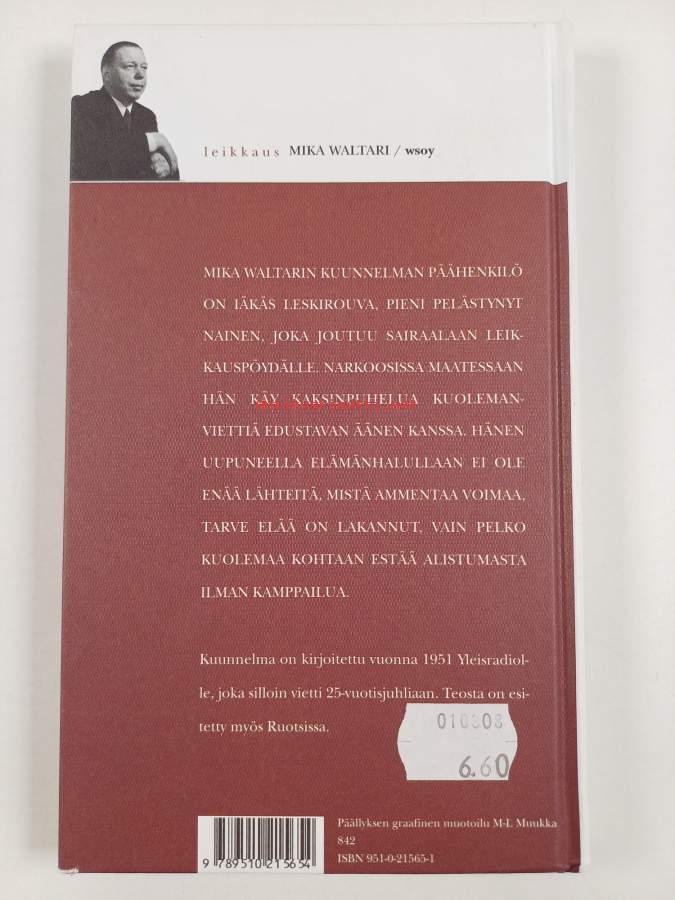 leikkaus MIKA WALTARI / wsoy
MIKA WALTARIN KUUNNELMAN PÄÄHENKILÖ
ON IÄKÄS LESKIROUVA, PIENI PELÄSTYNYT
NAINEN, JOKA JOUTUU SAIRAALAAN LEIK-
KAUSPÖYDÄLLE. NARKOOSISSA MAATESSAAN
HÄN KÄY KAKSINPUHELUA KUOLEMAN-
VIETTIÄ EDUSTAVAN ÄÄNEN KANSSA. HÄNEN
UUPUNEELLA ELÄMÄNHALULLAAN EI OLE
ENÄÄ LÄHTEITÄ, MISTÄ AMMENTAA VOIMAA,
TARVE ELÄÄ ON LAKANNUT, VAIN PELKO
KUOLEMAA KOHTAAN ESTÄÄ ALISTUMASTA
ILMAN KAMPPAILUA.
Kuunnelma on kirjoitettu vuonna 1951 Yleisradiol-
le, joka silloin vietti 25-vuotisjuhliaan. Teosta on esi-
tetty myös Ruotsissa.
010808
6.60
Päällyksen graafinen muotoilu M-L Muukka
842
ISBN 951-0-21565-1
9 789510 215654